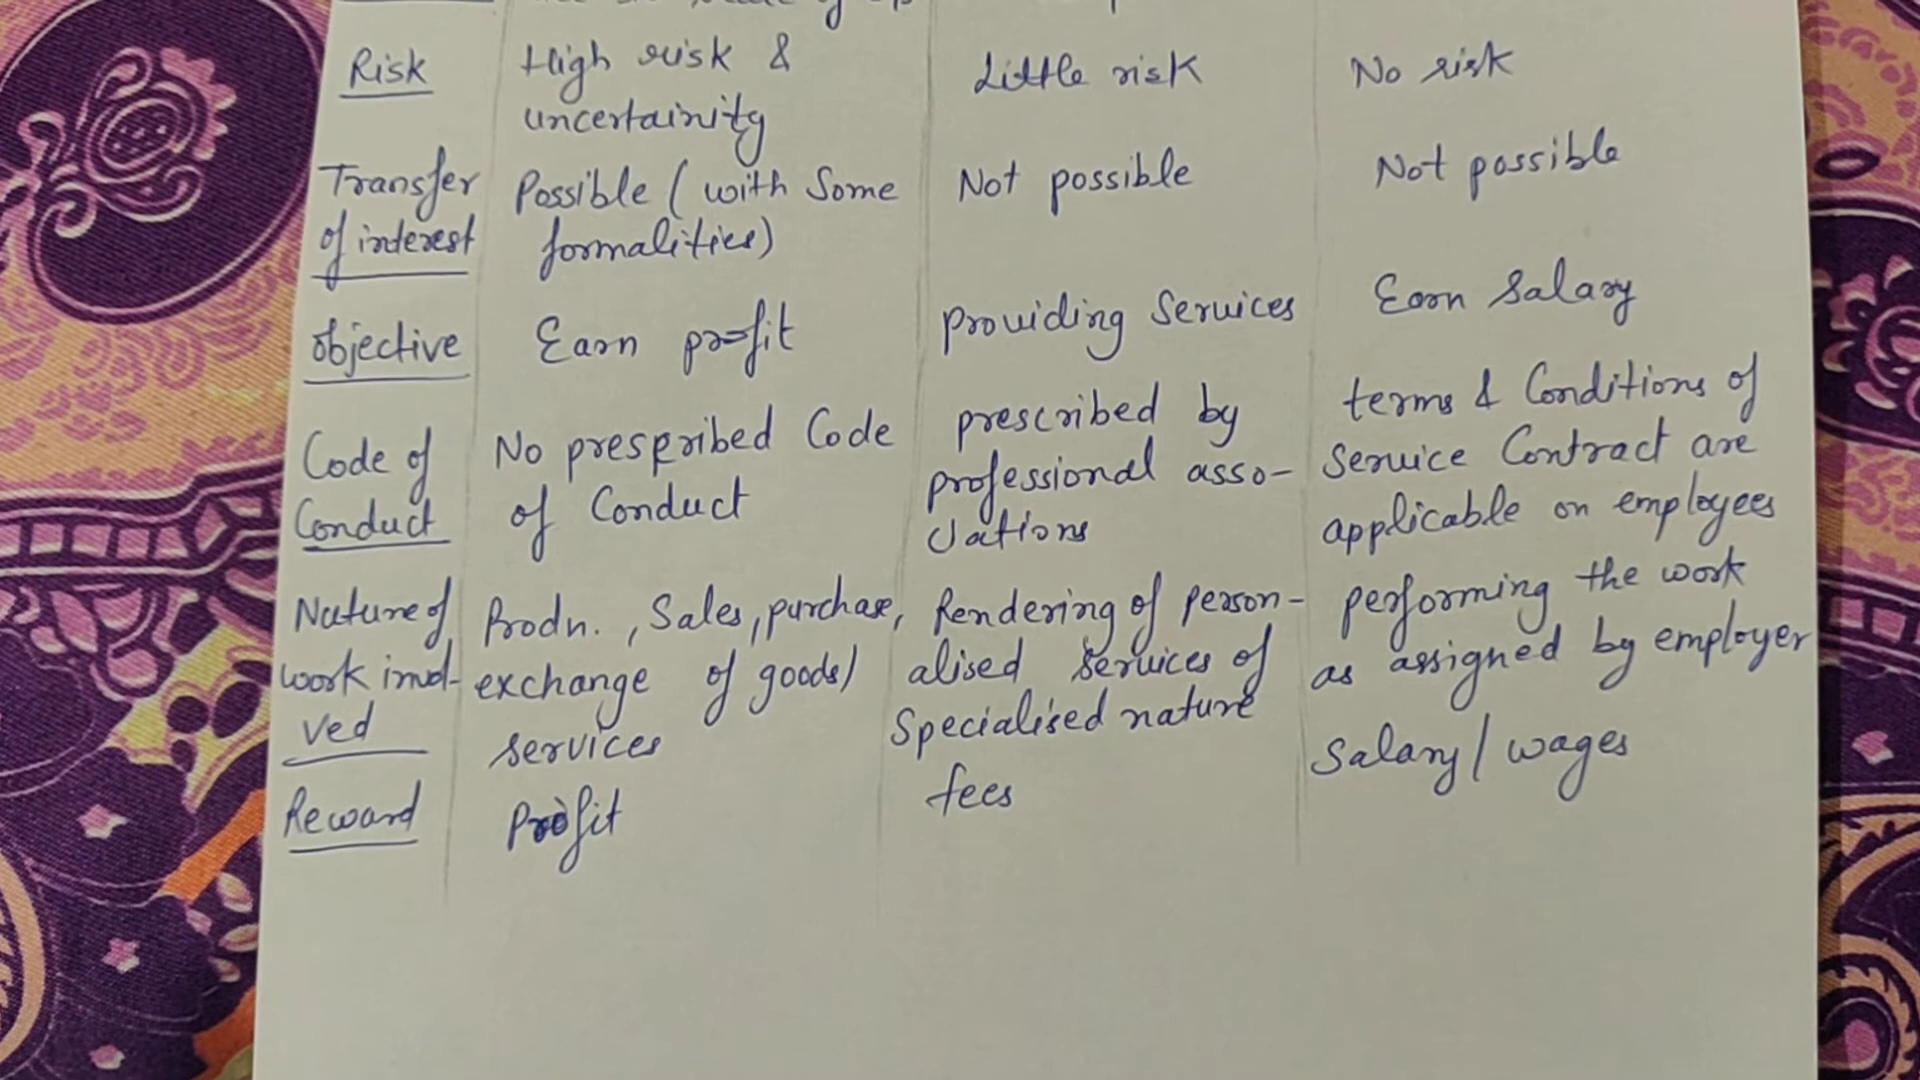 Risk
High risk &
uncertainity
Little risk
No risk
Transfer
of interest
Possible (with Some
formalities)
Not possible
Not possible
Objective
Earn profit
Providing Services
Earn Salary
Code of
Conduct
No prespribed Code
of Conduct
prescribed by
professional asso-
ciations
terms & Conditions of
Service Contract are
applicable on employees
Nature of
work invol-
ved
Prodn., Sales, purchase,
exchange of goods/
services
Rendering of person-
alised services of
Specialised nature
performing the work
as assigned by employer
Reward
Profit
fees
Salary/wages